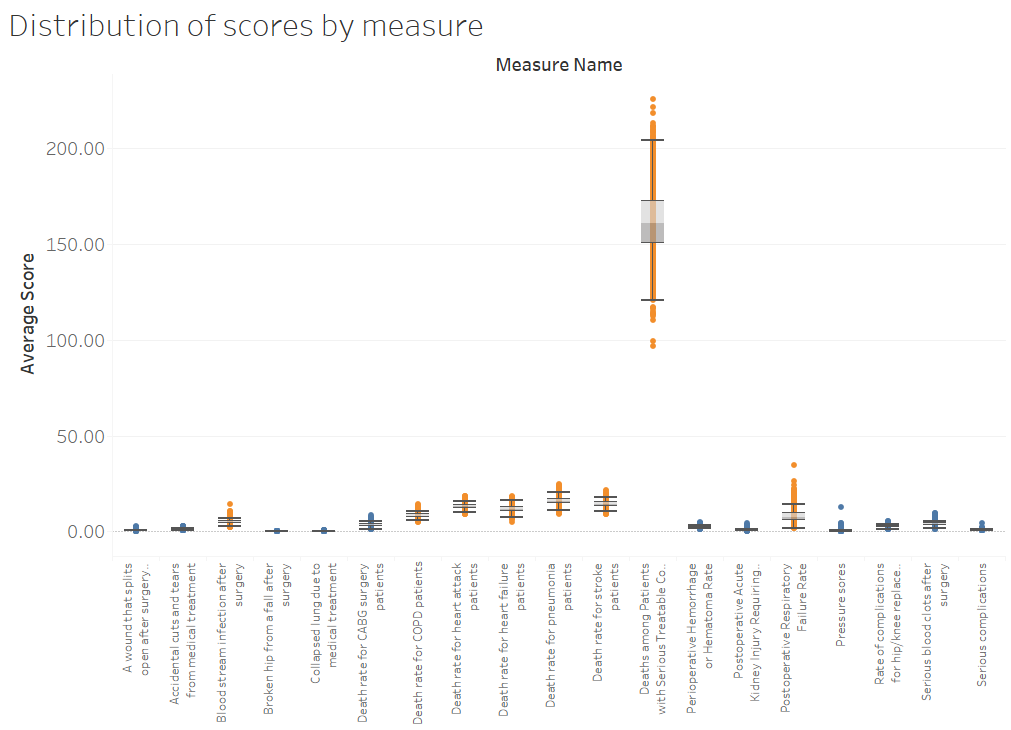 Distribution of scores by measure
Measure Name
Average Score
200.00
150.00
100.00
50.00
0.00
A wound that splits
open after surgery..
Accidental cuts and tears
from medical treatment
Blood stream infection after
surgery
Broken hip from a fall after
surgery
Collapsed lung due to
medical treatment
Death rate for CABG surgery
patients
Death rate for COPD patients
Death rate for heart attack
patients
Death rate for heart failure
patients
Death rate for pneumonia
patients
Death rate for stroke
patients
Deaths among Patients
with Serious Treatable Co..
Perioperative Hemorrhage
or Hematoma Rate
Postoperative Acute
Kidney Injury Requiring..
Postoperative Respiratory
Failure Rate
Pressure sores
Rate of complications
for hip/knee replace..
Serious blood clots after
surgery
Serious complications